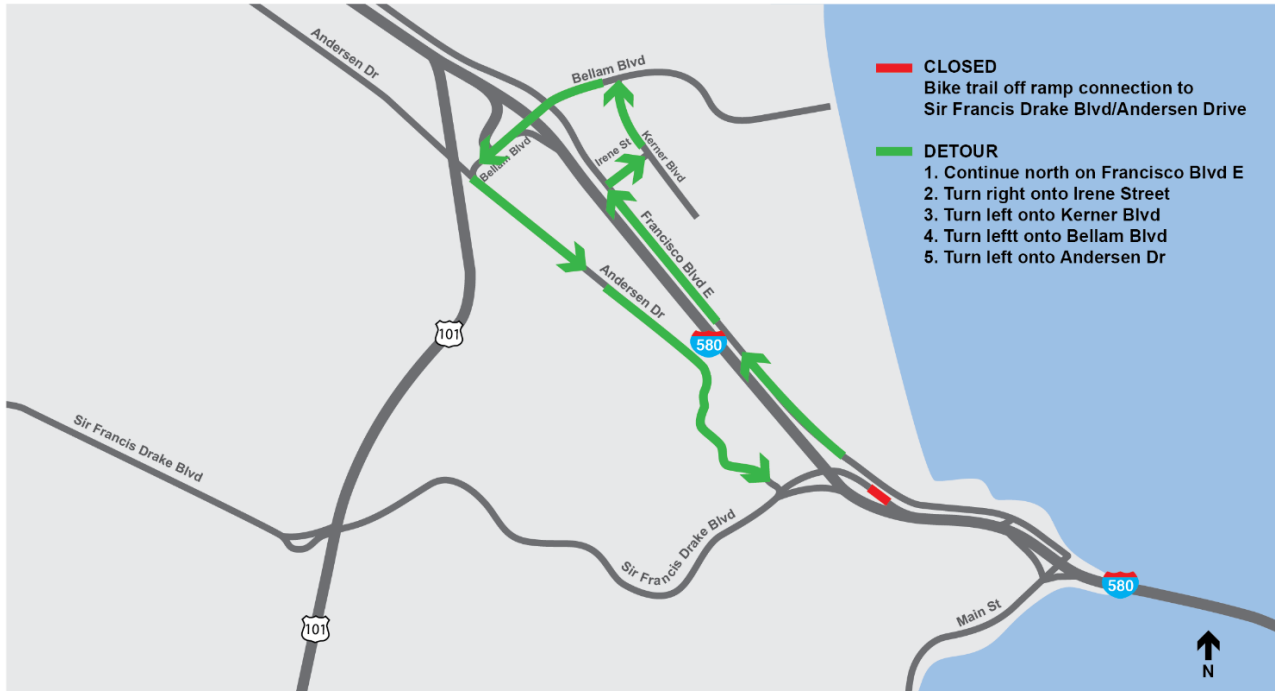 Andersen Dr
Bellam Blvd
CLOSED
Bike trail off ramp connection to
Sir Francis Drake Blvd/Andersen Drive
DETOUR
1. Continue north on Francisco Blvd E
2. Turn right onto Irene Street
3. Turn left onto Kerner Blvd
4. Turn leftt onto Bellam Blvd
5. Turn left onto Andersen Dr
Bellam Blvd
Irene St
Kerner Blvd
Francisco Blvd E
Andersen Dr
101
580
Sir Francis Drake Blvd
Sir Francis Drake Blvd
580
Main St
101
N